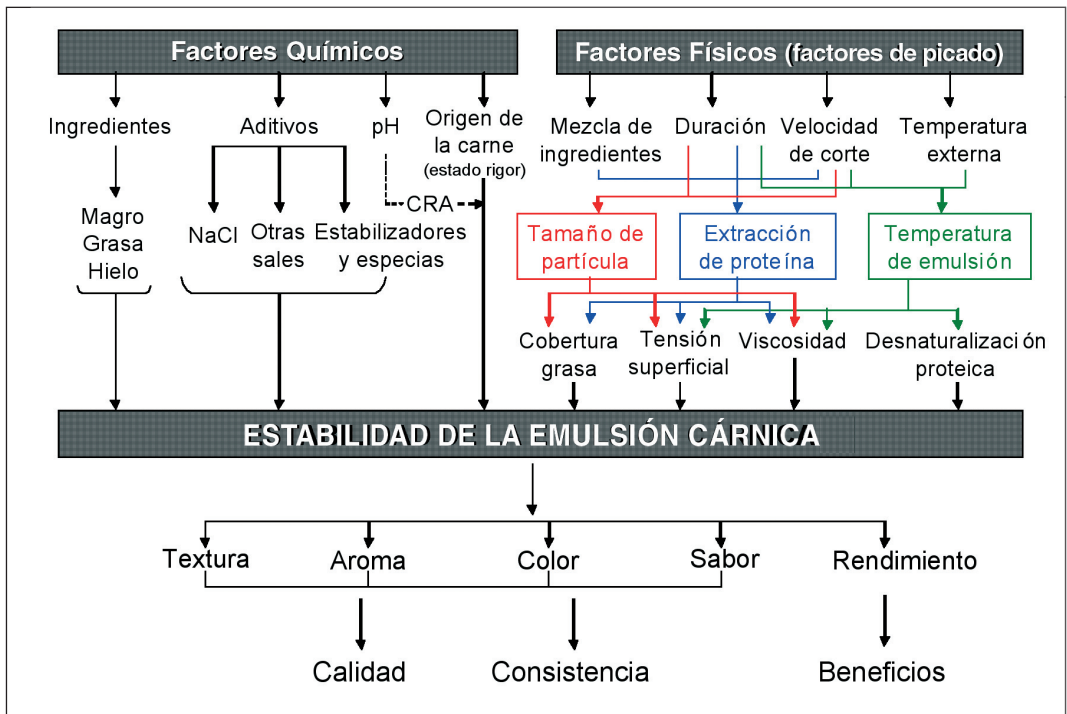 Factores Químicos
Factores Físicos (factores de picado)
Ingredientes
Aditivos
pH
Origen de
la carne
(estado rigor)
Mezcla de
ingredientes
Duración
Velocidad
de corte
Temperatura
externa
CRA
Magro
Grasa
Hielo
NaCl
Otras
sales
Estabilizadores
y especias
Tamaño de
partícula
Extracción
de proteína
Temperatura
de emulsión
Cobertura
grasa
Tensión
superficial
Viscosidad
Desnaturalización
proteica
ESTABILIDAD DE LA EMULSIÓN CÁRNICA
Textura
Aroma
Color
Sabor
Rendimiento
Calidad
Consistencia
Beneficios